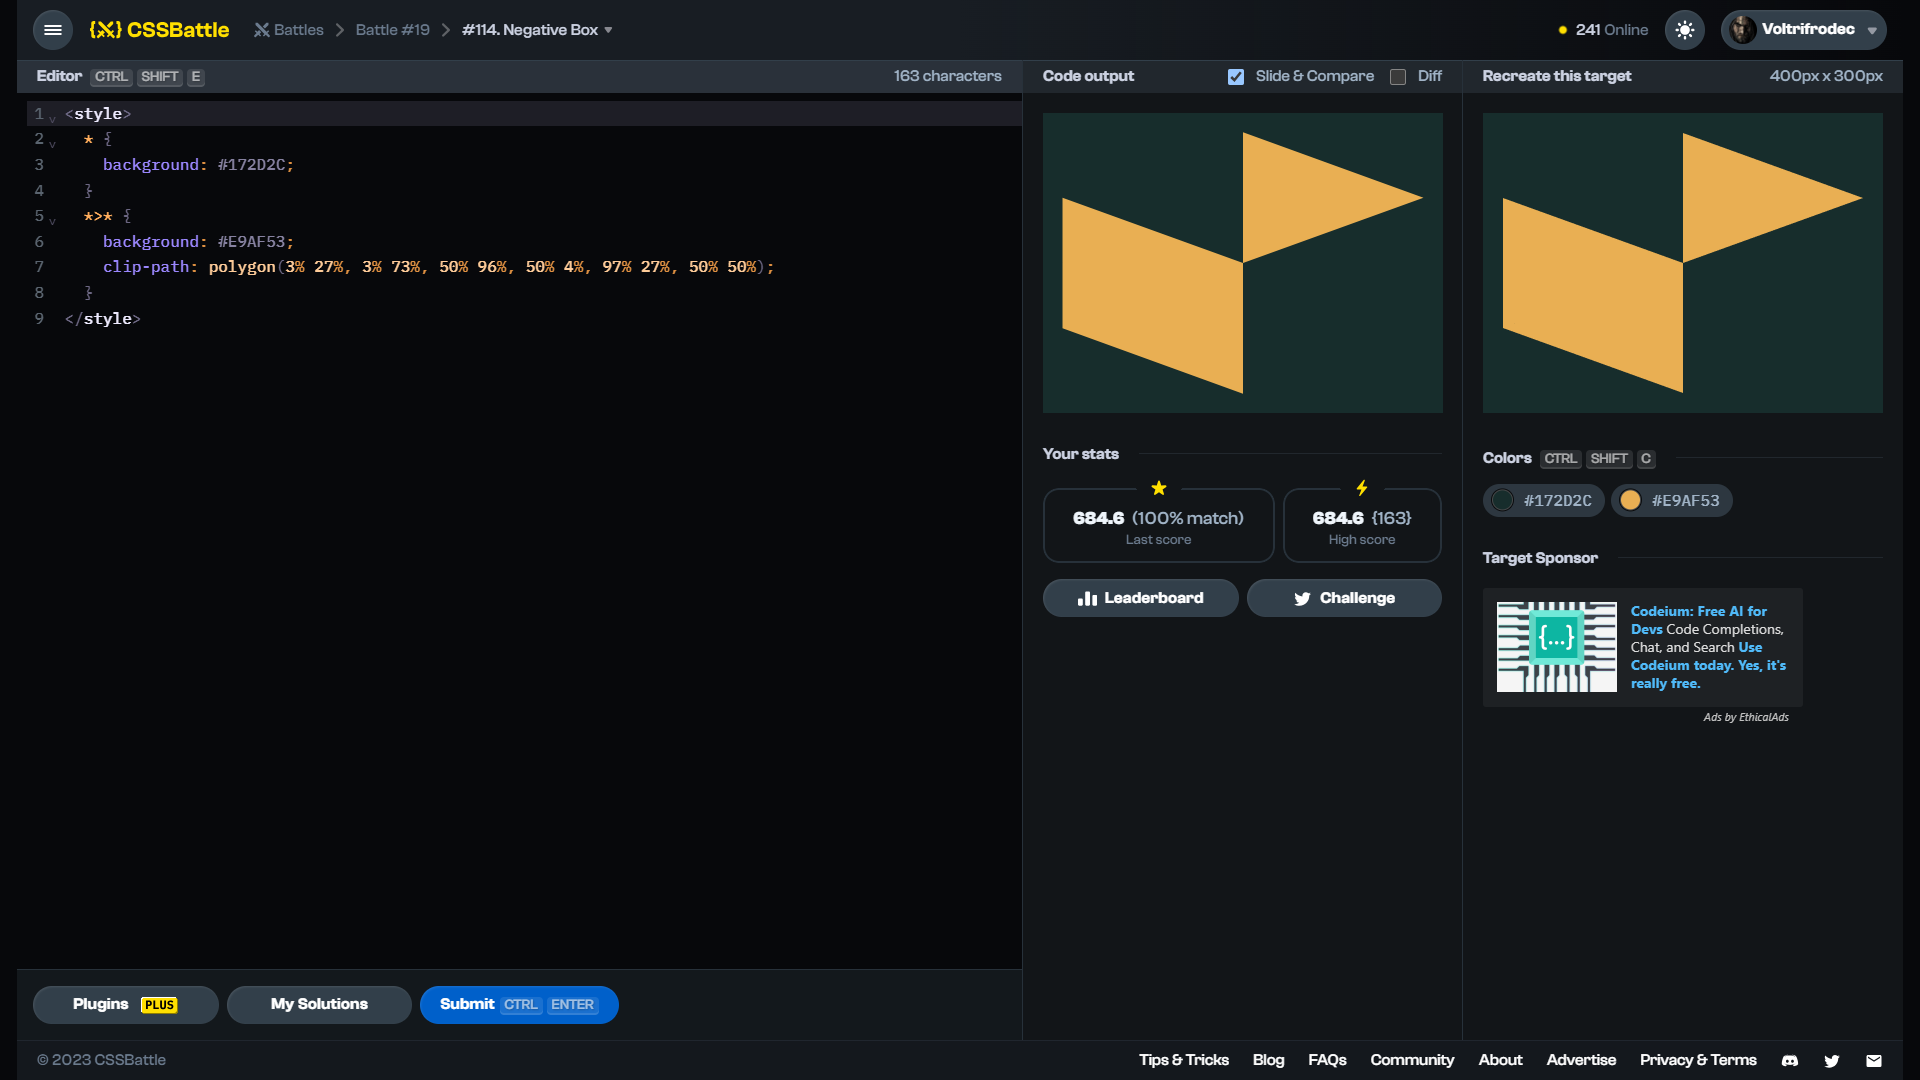 {X} CSSBattle
Battles
Battle #19
#114. Negative Box
241 Online
Voltrifrodec
Editor CTRL SHIFT E
163 characters
Code output
Slide & Compare
Diff
Recreate this target
400px x 300px
1 <style>
2 * {
3 background: #172D2C;
4 }
5 *>* {
6 background: #E9AF53;
7 clip-path: polygon(3% 27%, 3% 73%, 50% 96%, 50% 4%, 97% 27%, 50% 50%);
8 }
9 </style>
Your stats
684.6 (100% match)
Last score
684.6 {163}
High score
Leaderboard
Challenge
Colors CTRL SHIFT C
#172D2C
#E9AF53
Target Sponsor
{...}
Codeium: Free AI for
Devs Code Completions,
Chat, and Search Use
Codeium today. Yes, it's
really free.
Ads by EthicalAds
Plugins PLUS
My Solutions
Submit CTRL ENTER
© 2023 CSSBattle
Tips & Tricks
Blog
FAQs
Community
About
Advertise
Privacy & Terms